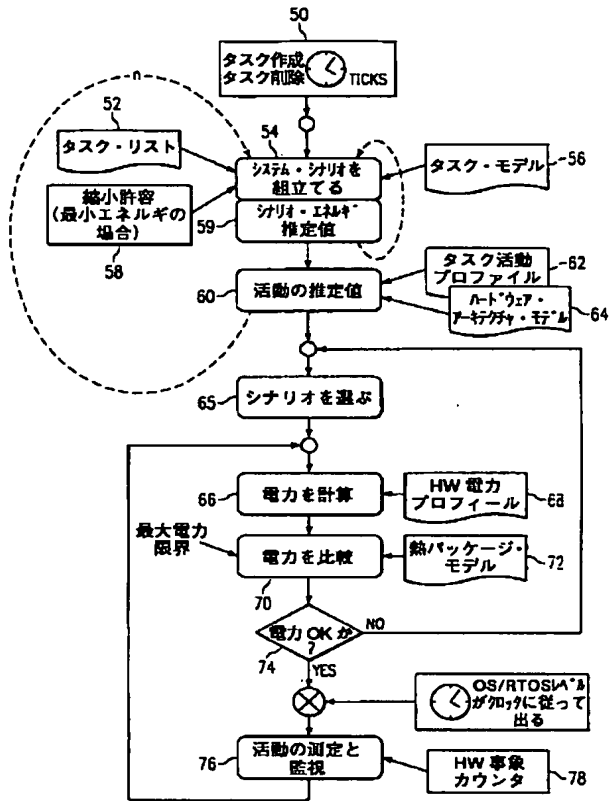 50
タスク作成
タスク削除
TICKS
n
52
タスク・リスト
54
システム・シナリオを
組立てる
タスク・モデル
56
縮小許容
(最小エネルギの
場合)
58
59
シナリオ・エネルギ
推定値
60
活動の推定値
タスク活動
プロファイル
62
ハードウェア・
アーキテクチャ・モデル
64
65
シナリオを選ぶ
66
電力を計算
HW 電力
プロフィール
68
最大電力
限界
電力を比較
70
熱パッケージ・
モデル
72
電力OKか
?
74
NO
YES
OS/RTOSレベル
がクロックに従って
出る
76
活動の測定と
監視
HW 事象
カウンタ
78